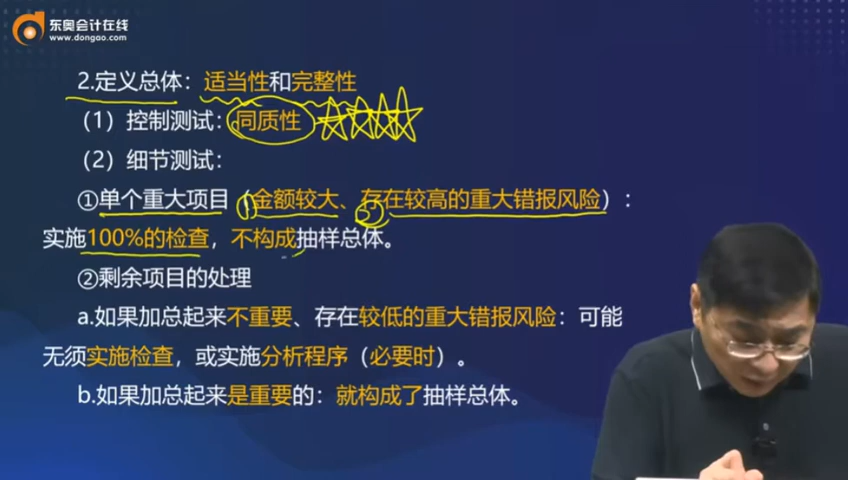 东奥会计在线
www.dongao.com
2.定义总体：适当性和完整性
（1）控制测试：同质性
（2）细节测试：
①单个重大项目（金额较大、存在较高的重大错报风险）：
实施100%的检查，不构成抽样总体。
②剩余项目的处理
a.如果加总起来不重要、存在较低的重大错报风险：可能
无须实施检查，或实施分析程序（必要时）。
b.如果加总起来是重要的：就构成了抽样总体。